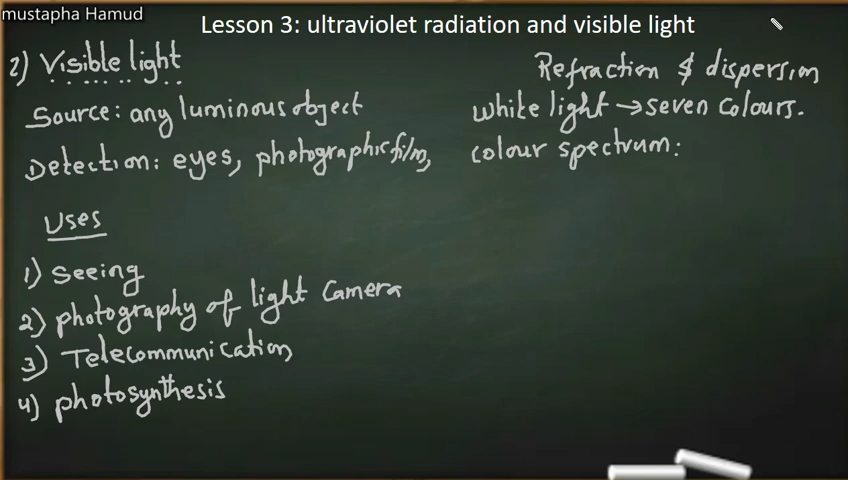 mustapha Hamud
Lesson 3: ultraviolet radiation and visible light
2) Visible light
Source: any luminous object
Detection: eyes, photographic film,
Uses
1) Seeing
2) photography of light Camera
3) Telecommunication
4) photosynthesis
Refraction & dispersion
white light → seven colours.
colour spectrum: